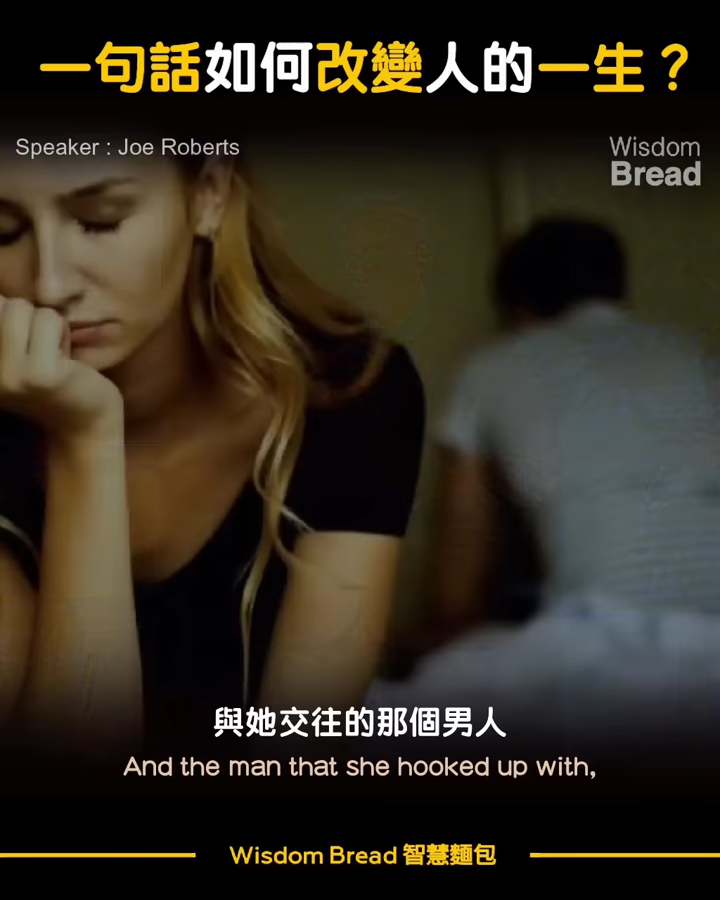 一句話如何改變人的一生？
Speaker : Joe Roberts
Wisdom
Bread
與她交往的那個男人
And the man that she hooked up with,
Wisdom Bread 智慧麵包